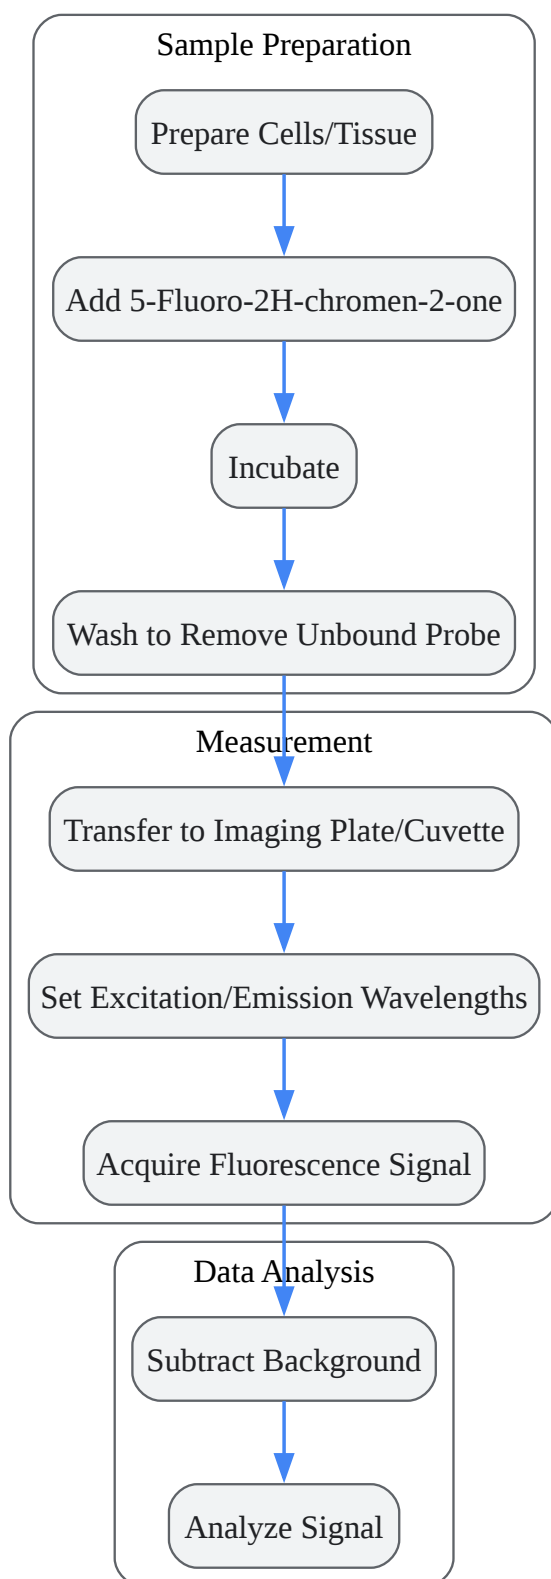 Sample Preparation
Prepare Cells/Tissue
Add 5-Fluoro-2H-chromen-2-one
Incubate
Wash to Remove Unbound Probe
Measurement
Transfer to Imaging Plate/Cuvette
Set Excitation/Emission Wavelengths
Acquire Fluorescence Signal
Data Analysis
Subtract Background
Analyze Signal